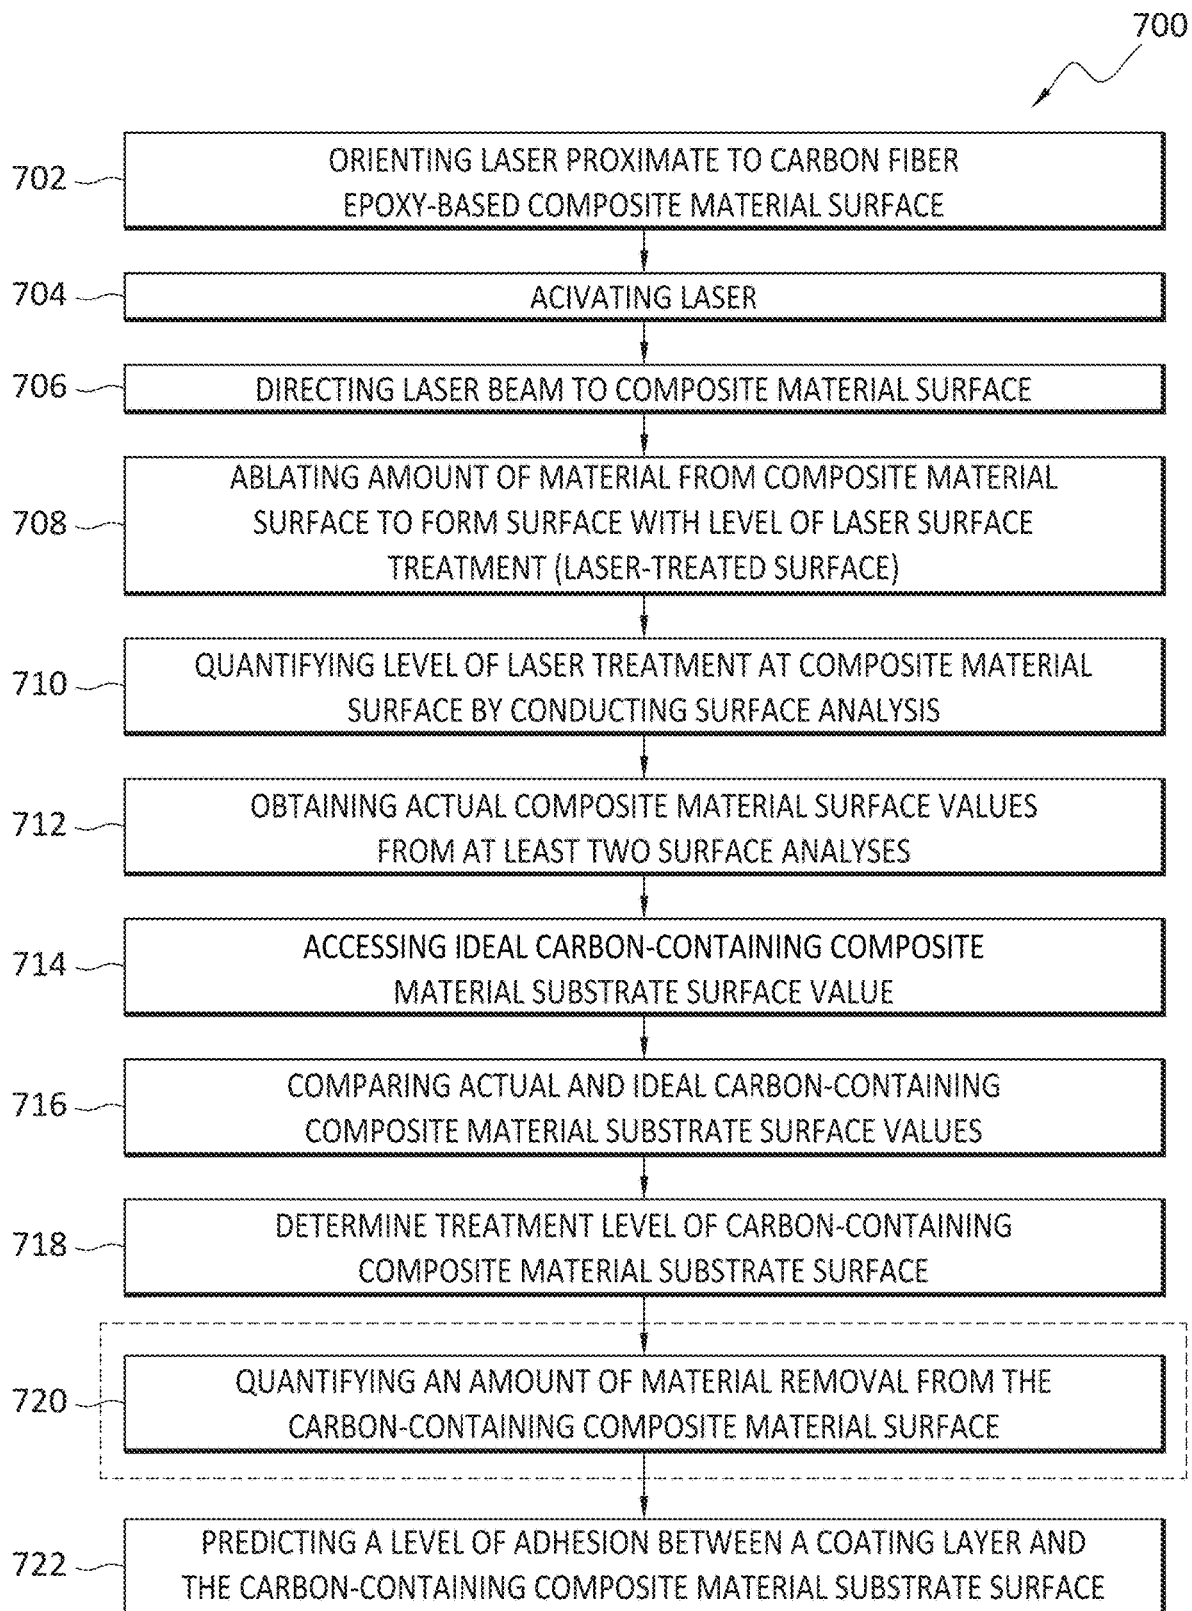 700
702
ORIENTING LASER PROXIMATE TO CARBON FIBER
EPOXY-BASED COMPOSITE MATERIAL SURFACE
704
ACIVATING LASER
706
DIRECTING LASER BEAM TO COMPOSITE MATERIAL SURFACE
708
ABLATING AMOUNT OF MATERIAL FROM COMPOSITE MATERIAL
SURFACE TO FORM SURFACE WITH LEVEL OF LASER SURFACE
TREATMENT (LASER-TREATED SURFACE)
710
QUANTIFYING LEVEL OF LASER TREATMENT AT COMPOSITE MATERIAL
SURFACE BY CONDUCTING SURFACE ANALYSIS
712
OBTAINING ACTUAL COMPOSITE MATERIAL SURFACE VALUES
FROM AT LEAST TWO SURFACE ANALYSES
714
ACCESSING IDEAL CARBON-CONTAINING COMPOSITE
MATERIAL SUBSTRATE SURFACE VALUE
716
COMPARING ACTUAL AND IDEAL CARBON-CONTAINING
COMPOSITE MATERIAL SUBSTRATE SURFACE VALUES
718
DETERMINE TREATMENT LEVEL OF CARBON-CONTAINING
COMPOSITE MATERIAL SUBSTRATE SURFACE
720
QUANTIFYING AN AMOUNT OF MATERIAL REMOVAL FROM THE
CARBON-CONTAINING COMPOSITE MATERIAL SURFACE
722
PREDICTING A LEVEL OF ADHESION BETWEEN A COATING LAYER AND
THE CARBON-CONTAINING COMPOSITE MATERIAL SUBSTRATE SURFACE